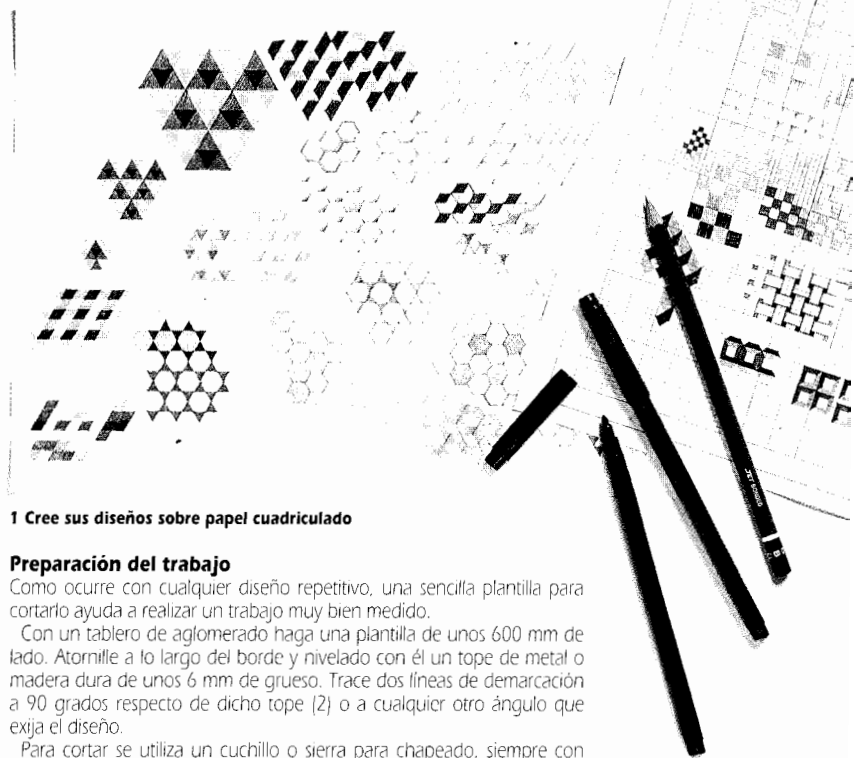 1 Cree sus diseños sobre papel cuadriculado
Preparación del trabajo
Como ocurre con cualquier diseño repetitivo, una sencilla plantilla para
cortarlo ayuda a realizar un trabajo muy bien medido.
Con un tablero de aglomerado haga una plantilla de unos 600 mm de
lado. Atornille a lo largo del borde y nivelado con él un tope de metal o
madera dura de unos 6 mm de grueso. Trace dos líneas de demarcación
a 90 grados respecto de dicho tope (2) o a cualquier otro ángulo que
exija el diseño.
Para cortar se utiliza un cuchillo o sierra para chapeado, siempre con
JET BONDED
B